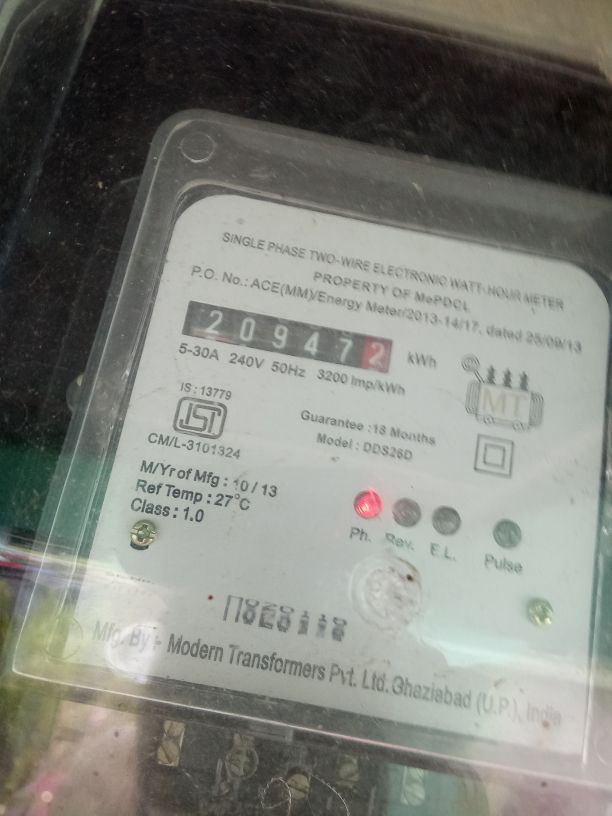 SINGLE PHASE TWO-WIRE ELECTRONIC WATT-HOUR METER
PROPERTY OF MePDCL
P.O. No.: ACE(MM)/Energy Meter/2013-14/17, dated 25/09/13
209472 kWh
5-30A 240V 50Hz 3200 Imp/kWh
IS : 13779
CM/L-3101324
Guarantee :18 Months
Model : DDS26D
MT
M/Yr of Mfg : 10 / 13
Ref Temp : 27°C
Class : 1.0
Ph. Rev. E.L. Pulse
Mfg. By :- Modern Transformers Pvt. Ltd. Ghaziabad (U.P.), India